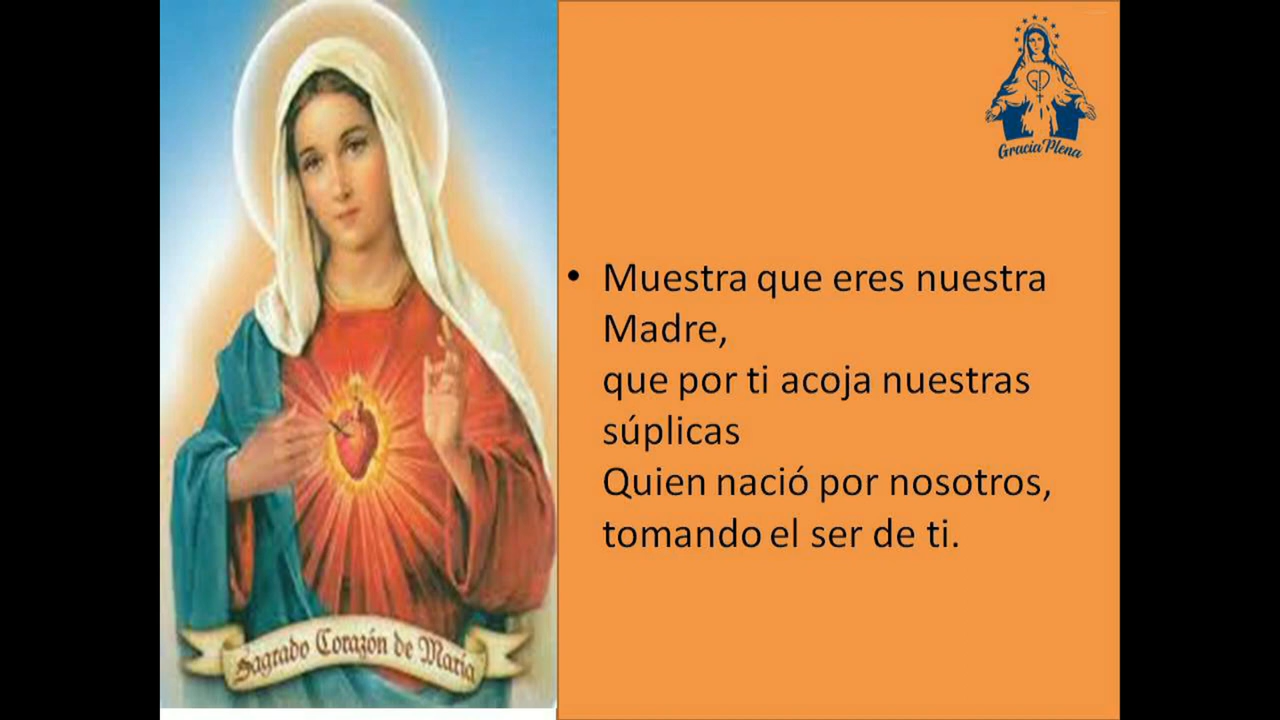 Gracia Plena
• Muestra que eres nuestra
Madre,
que por ti acoja nuestras
súplicas
Quien nació por nosotros,
tomando el ser de ti.
Sagrado Corazón de María